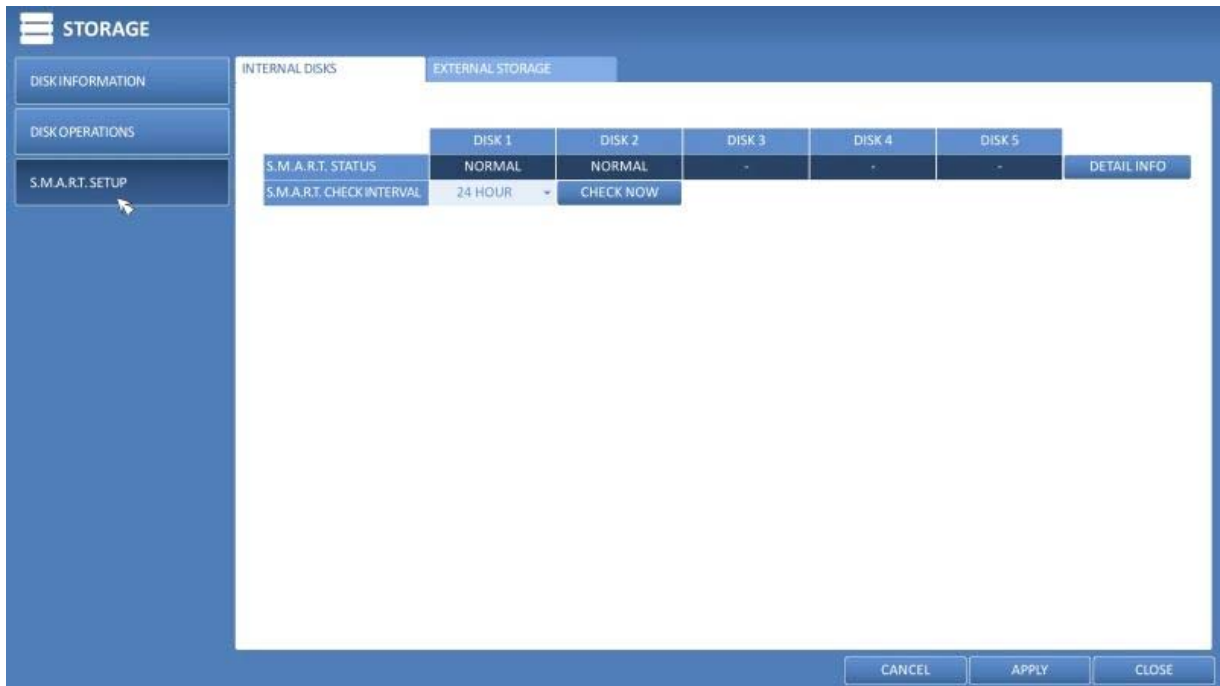 STORAGE
DISK INFORMATION
DISK OPERATIONS
S.M.A.R.T. SETUP
INTERNAL DISKS EXTERNAL STORAGE
DISK 1 DISK 2 DISK 3 DISK 4 DISK 5
S.M.A.R.T. STATUS NORMAL NORMAL - - - DETAIL INFO
S.M.A.R.T. CHECK INTERVAL 24 HOUR CHECK NOW
CANCEL APPLY CLOSE